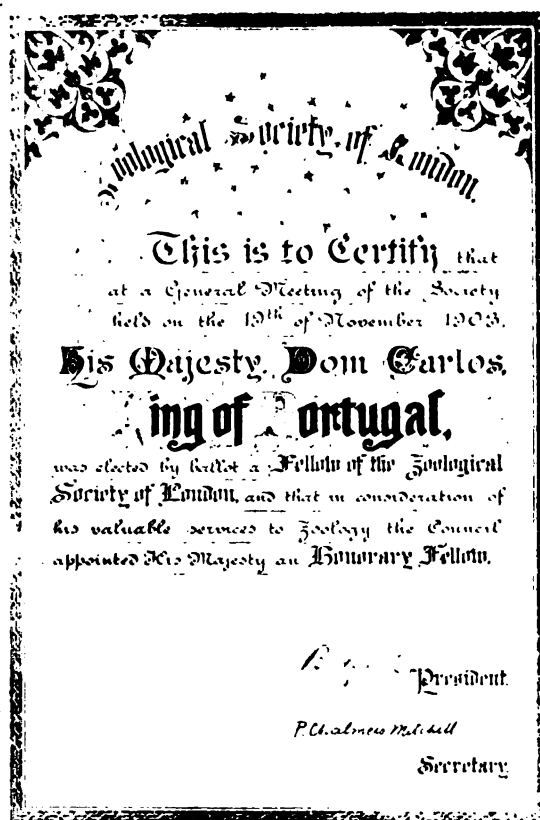 Zoological Society of London.
This is to Certify that
at a General Meeting of the Society
held on the 19th of November 1903.
His Majesty, Dom Carlos,
King of Portugal,
was elected by ballot a Fellow of the Zoological
Society of London, and that in consideration of
his valuable services to Zoology the Council
appointed His Majesty an Honorary Fellow.
President.
P. Chalmers Mitchell
Secretary.